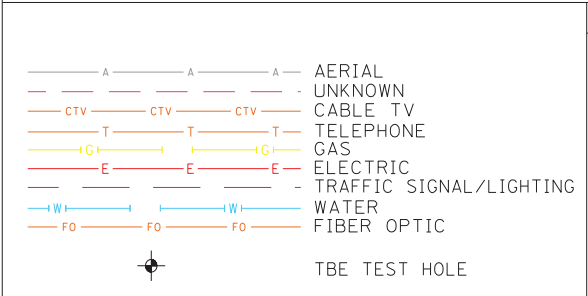 A A A AERIAL
UNKNOWN
CTV CTV CTV CABLE TV
T T T TELEPHONE
G G GAS
E E E ELECTRIC
TRAFFIC SIGNAL/LIGHTING
W W WATER
FO FO FO FIBER OPTIC
TBE TEST HOLE